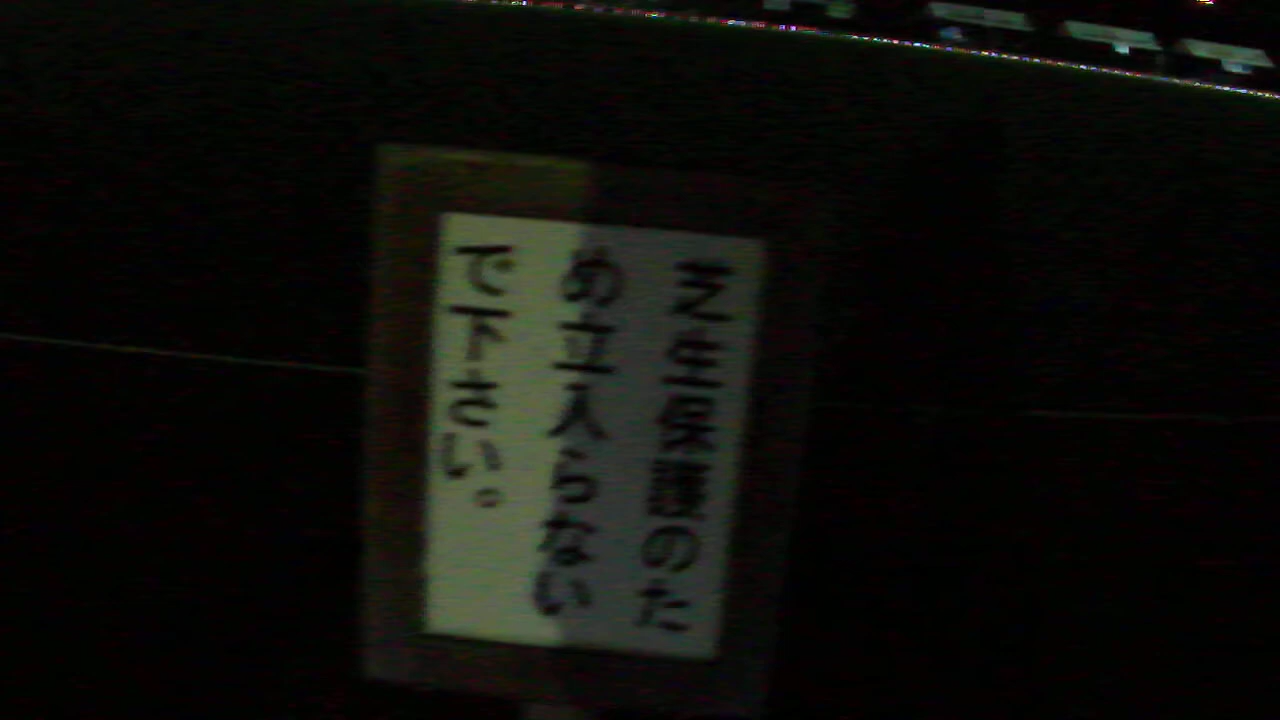 芝生保護のた
め立入らない
で下さい。